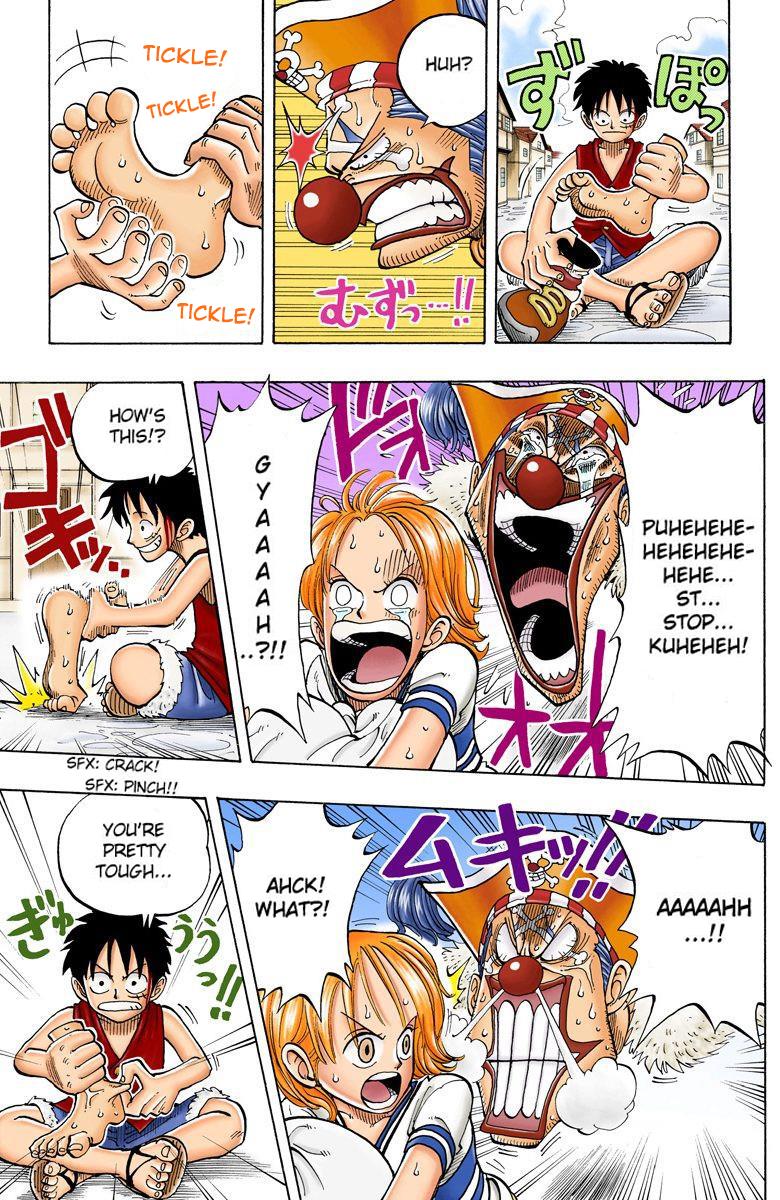 ずぽっ
HUH?
むずっ…!!
TICKLE!
TICKLE!
TICKLE!
PUHEHEHE-
HEHEHEHE-
HEHE...
ST...
STOP...
KUHEHEH!
ドオオオ
G
Y
A
A
A
A
A
H
..?!!
HOW'S
THIS!?
ゴキッ..
SFX: CRACK!
SFX: PINCH!!
AAAAAHH
...!!
ムキッ!!
AHCK!
WHAT?!
YOU'RE
PRETTY
TOUGH...
ぎゅううっ!!